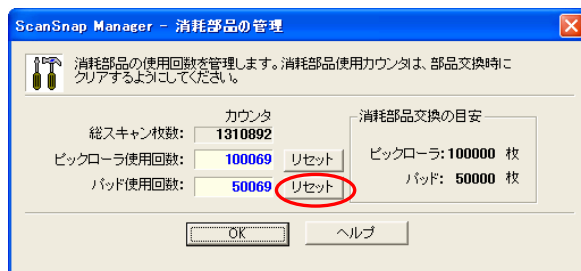 ScanSnap Manager - 消耗部品の管理
消耗部品の使用回数を管理します。消耗部品使用カウンタは、部品交換時に
クリアするようにしてください。
カウンタ
総スキャン枚数: 1310892
ピックローラ使用回数: 100069 リセット
パッド使用回数: 50069 リセット
消耗部品交換の目安
ピックローラ: 100000 枚
パッド: 50000 枚
OK ヘルプ